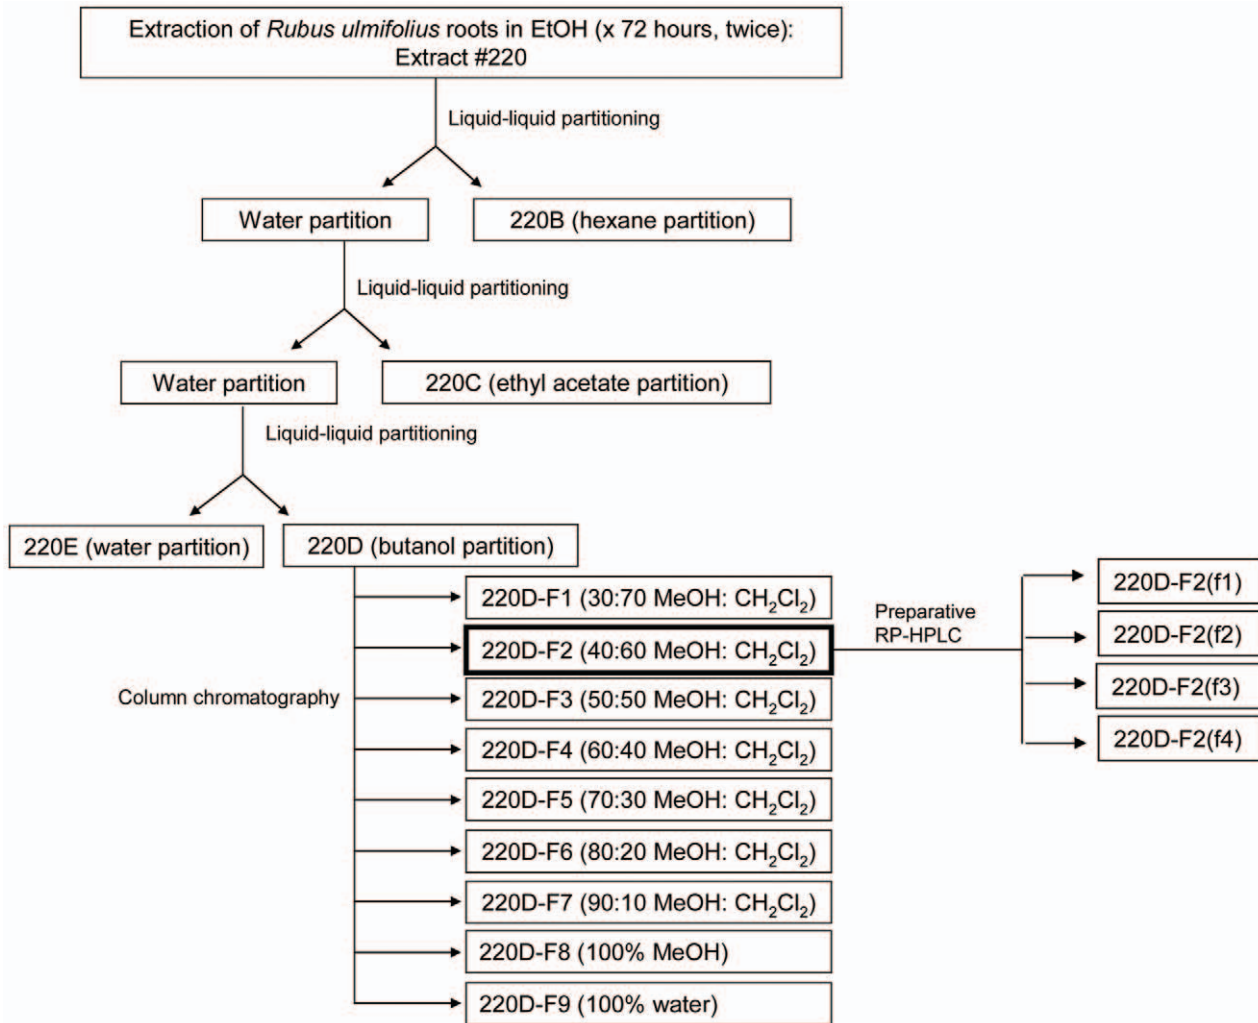 Extraction of Rubus ulmifolius roots in EtOH (x 72 hours, twice):
Extract #220
Liquid-liquid partitioning
Water partition
220B (hexane partition)
Liquid-liquid partitioning
Water partition
220C (ethyl acetate partition)
Liquid-liquid partitioning
220E (water partition)
220D (butanol partition)
220D-F1 (30:70 MeOH: CH₂Cl₂)
220D-F2 (40:60 MeOH: CH₂Cl₂)
220D-F3 (50:50 MeOH: CH₂Cl₂)
220D-F4 (60:40 MeOH: CH₂Cl₂)
220D-F5 (70:30 MeOH: CH₂Cl₂)
220D-F6 (80:20 MeOH: CH₂Cl₂)
220D-F7 (90:10 MeOH: CH₂Cl₂)
220D-F8 (100% MeOH)
220D-F9 (100% water)
Column chromatography
Preparative
RP-HPLC
220D-F2(f1)
220D-F2(f2)
220D-F2(f3)
220D-F2(f4)